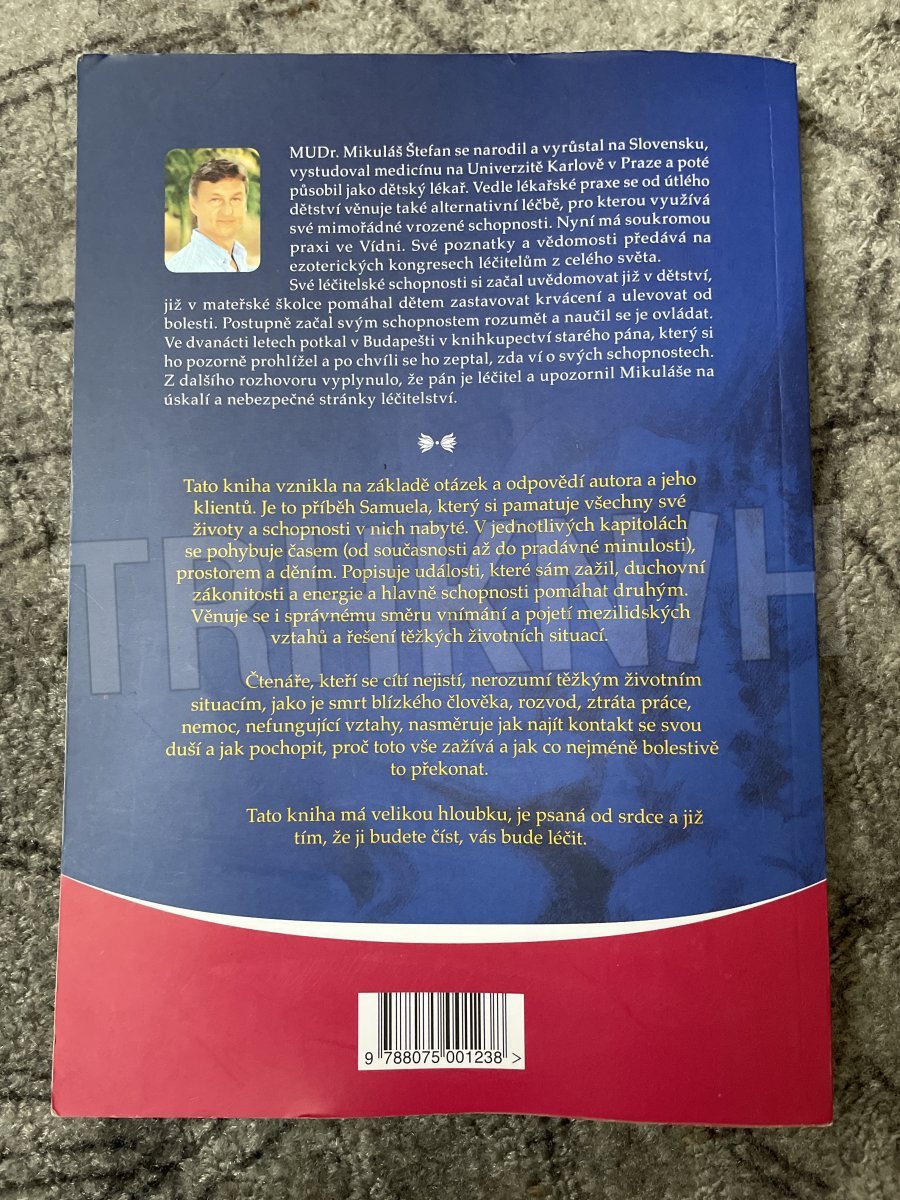 MUDr. Mikuláš Štefan se narodil a vyrůstal na Slovensku,
vystudoval medicínu na Univerzitě Karlově v Praze a poté
působil jako dětský lékař. Vedle lékařské praxe se od útlého
dětství věnuje také alternativní léčbě, pro kterou využívá
své mimořádné vrozené schopnosti. Nyní má soukromou
praxi ve Vídni. Své poznatky a vědomosti předává na
ezoterických kongresech léčitelům z celého světa.
Své léčitelské schopnosti si začal uvědomovat již v dětství,
již v mateřské školce pomáhal dětem zastavovat krvácení a ulevovat od
bolesti. Postupně začal svým schopnostem rozumět a naučil se je ovládat.
Ve dvanácti letech potkal v Budapešti v knihkupectví starého pána, který si
ho pozorně prohlížel a po chvíli se ho zeptal, zda ví o svých schopnostech.
Z dalšího rozhovoru vyplynulo, že pán je léčitel a upozornil Mikuláše na
úskalí a nebezpečné stránky léčitelství.
Tato kniha vznikla na základě otázek a odpovědí autora a jeho
klientů. Je to příběh Samuela, který si pamatuje všechny své
životy a schopnosti v nich nabyté. V jednotlivých kapitolách
se pohybuje časem (od současnosti až do pradávné minulosti),
prostorem a děním. Popisuje události, které sám zažil, duchovní
zákonitosti a energie a hlavně schopnosti pomáhat druhým.
Věnuje se i správnému směru vnímání a pojetí mezilidských
vztahů a řešení těžkých životních situací.
Čtenáře, kteří se cítí nejistí, nerozumí těžkým životním
situacím, jako je smrt blízkého člověka, rozvod, ztráta práce,
nemoc, nefungující vztahy, nasměruje jak najít kontakt se svou
duší a jak pochopit, proč toto vše zažívá a jak co nejméně bolestivě
to překonat.
Tato kniha má velikou hloubku, je psaná od srdce a již
tím, že ji budete číst, vás bude léčit.
9 788075 001238 >